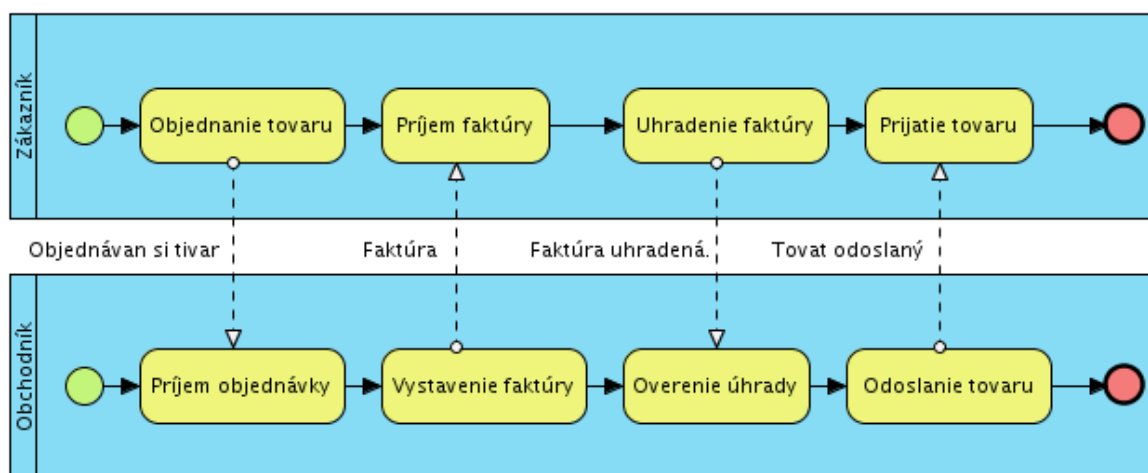 Zákazník
Objednanie tovaru
Príjem faktúry
Uhradenie faktúry
Prijatie tovaru
Objednávan si tivar
Faktúra
Faktúra uhradená.
Tovat odoslaný
Obchodník
Príjem objednávky
Vystavenie faktúry
Overenie úhrady
Odoslanie tovaru